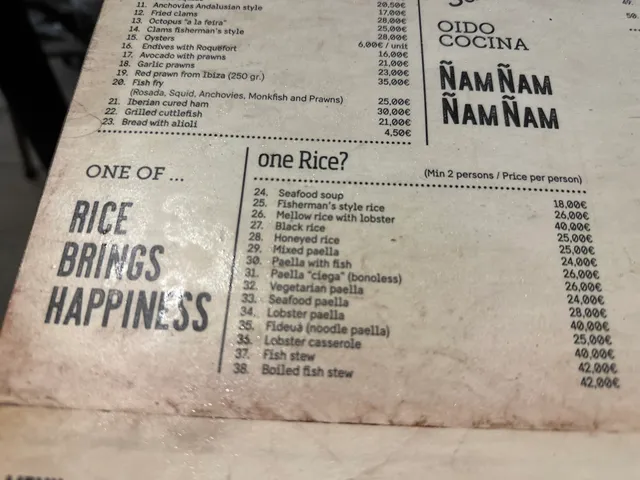 11. Anchovies Andalusian style 20,50€
12. Fried clams 17,00€
13. Octopus "a la feira" 28,00€
14. Clams fisherman's style 25,00€
15. Oysters 28,00€
16. Endives with Roquefort 6,00€ / unit
17. Avocado with prawns 17,00€
18. Garlic prawns 21,00€
19. Red prawn from Ibiza (250 gr.) 23,00€
20. Fish fry 35,00€
(Rosada, Squid, Anchovies, Monkfish and Prawns)
21. Iberian cured ham 25,00€
22. Grilled cuttlefish 30,00€
23. Bread with alioli 21,00€
4,50€
OIDO
COCINA
ÑAM ÑAM
ÑAM ÑAM
ONE OF ...
RICE
BRINGS
HAPPINESS
one Rice?
(Min 2 persons / Price per person)
24. Seafood soup 18,00€
25. Fisherman's style rice 26,00€
26. Mellow rice with lobster 40,00€
27. Black rice 25,00€
28. Honeyed rice 25,00€
29. Mixed paella 24,00€
30. Paella with fish 26,00€
31. Paella "ciega" (bonoless) 26,00€
32. Vegetarian paella 24,00€
33. Seafood paella 28,00€
34. Lobster paella 40,00€
35. Fideuá (noodle paella) 25,00€
36. Lobster casserole 40,00€
37. Fish stew 42,00€
38. Boiled fish stew 42,00€